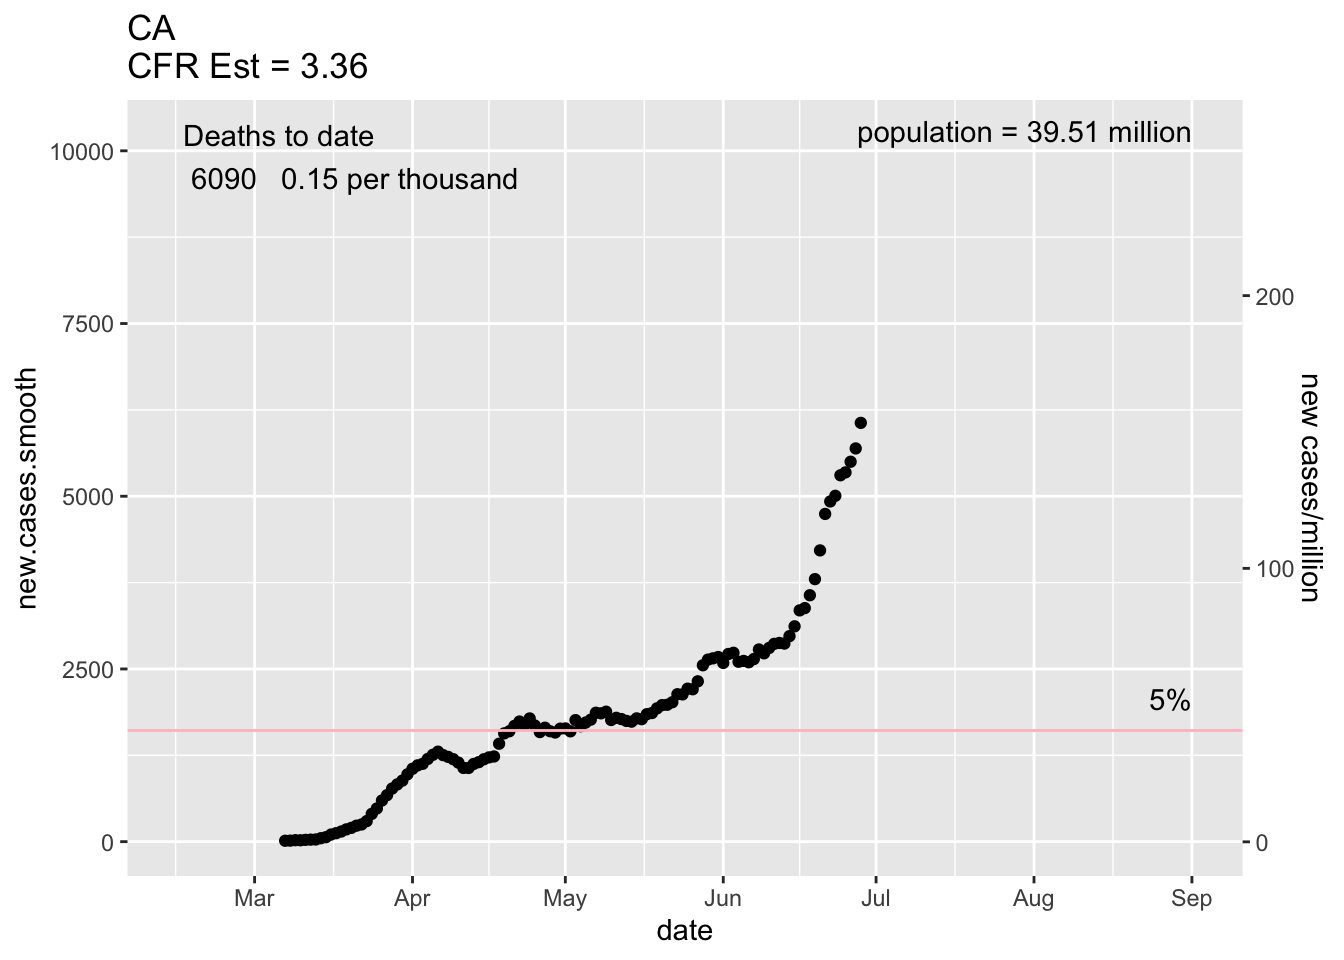 CA
CFR Est = 3.36
Deaths to date
6090 0.15 per thousand
population = 39.51 million
10000
7500
5000
2500
0
new.cases.smooth
200
100
0
new cases/million
5%
Mar Apr May Jun Jul Aug Sep
date